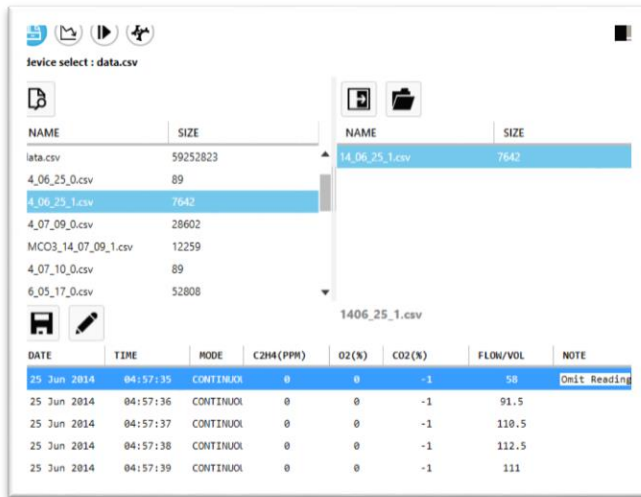 device select : data.csv
NAME SIZE
data.csv 59252823
4_06_25_0.csv 89
4_06_25_1.csv 7642
4_07_09_0.csv 28602
MCO3_14_07_09_1.csv 12259
4_07_10_0.csv 89
6_05_17_0.csv 52808
NAME SIZE
14_06_25_1.csv 7642
1406_25_1.csv
DATE TIME MODE C2H4(PPM) O2(%) CO2(%) FLOW/VOL NOTE
25 Jun 2014 04:57:35 CONTINUOU 0 0 -1 58 Omit Reading
25 Jun 2014 04:57:36 CONTINUOU 0 0 -1 91.5
25 Jun 2014 04:57:37 CONTINUOU 0 0 -1 110.5
25 Jun 2014 04:57:38 CONTINUOU 0 0 -1 112.5
25 Jun 2014 04:57:39 CONTINUOU 0 0 -1 111